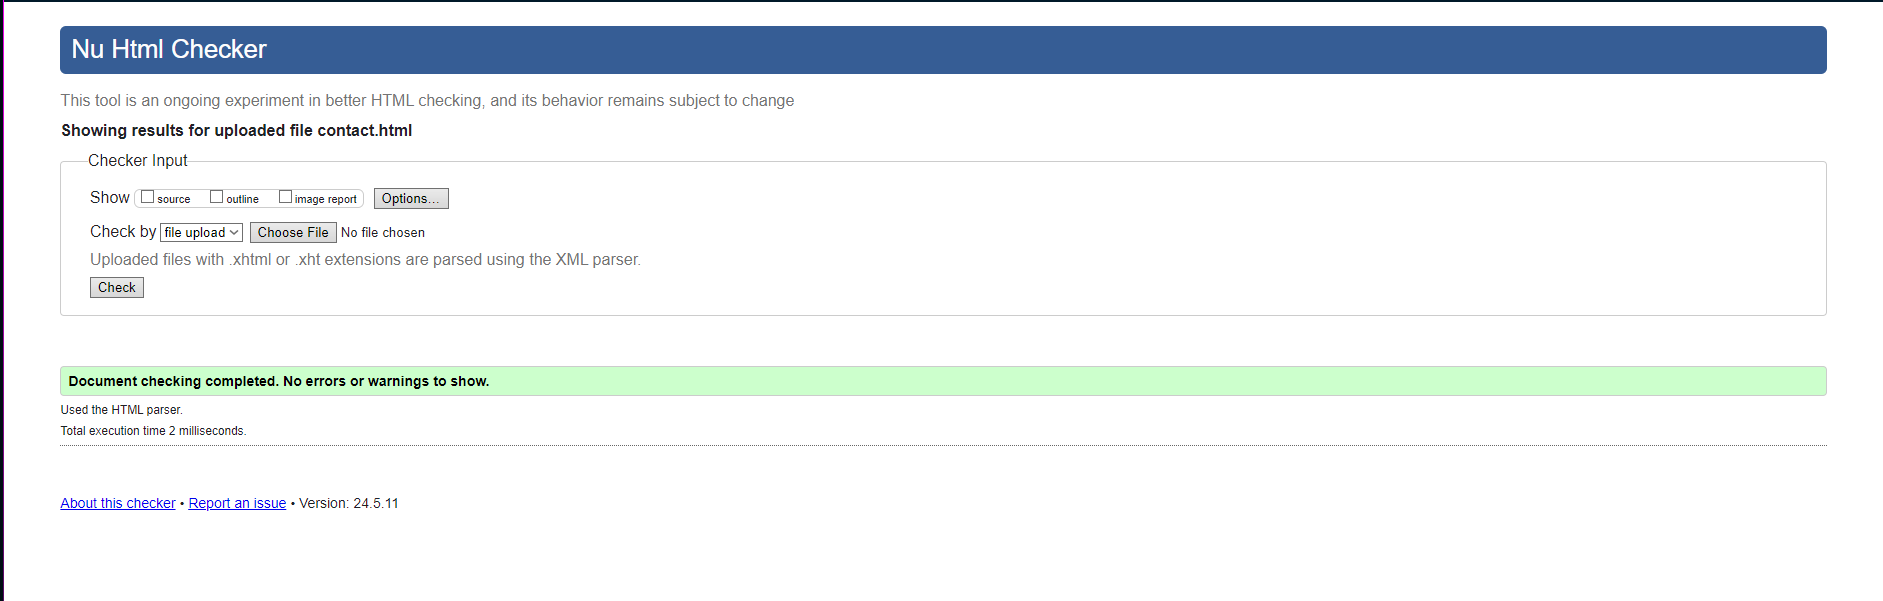 Nu Html Checker
This tool is an ongoing experiment in better HTML checking, and its behavior remains subject to change
Showing results for uploaded file contact.html
Checker Input
Show source outline image report Options...
Check by file upload Choose File No file chosen
Uploaded files with .xhtml or .xht extensions are parsed using the XML parser.
Check
Document checking completed. No errors or warnings to show.
Used the HTML parser.
Total execution time 2 milliseconds.
About this checker • Report an issue • Version: 24.5.11